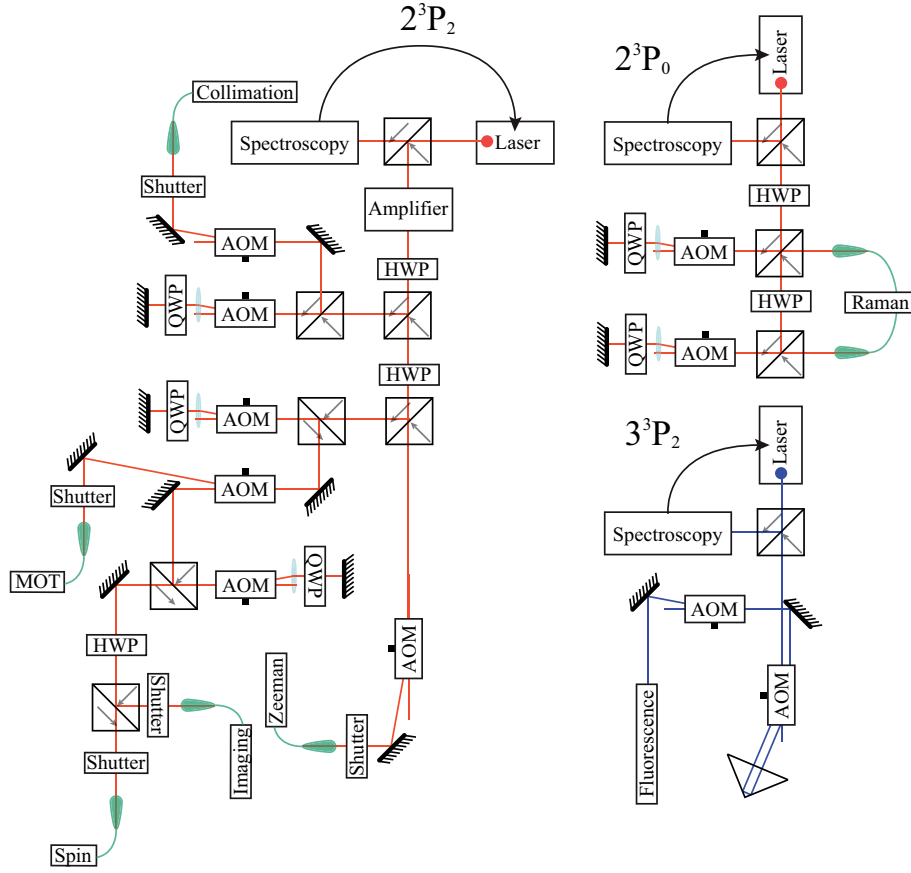 2³P₂
Collimation
Spectroscopy
Laser
Shutter
Amplifier
AOM
HWP
QWP
AOM
HWP
QWP
AOM
Shutter
AOM
MOT
AOM
QWP
HWP
AOM
Shutter
Zeeman
Shutter
Shutter
Imaging
Spin
2³P₀
Laser
Spectroscopy
HWP
QWP
AOM
HWP
Raman
QWP
AOM
3³P₂
Laser
Spectroscopy
AOM
AOM
Fluorescence